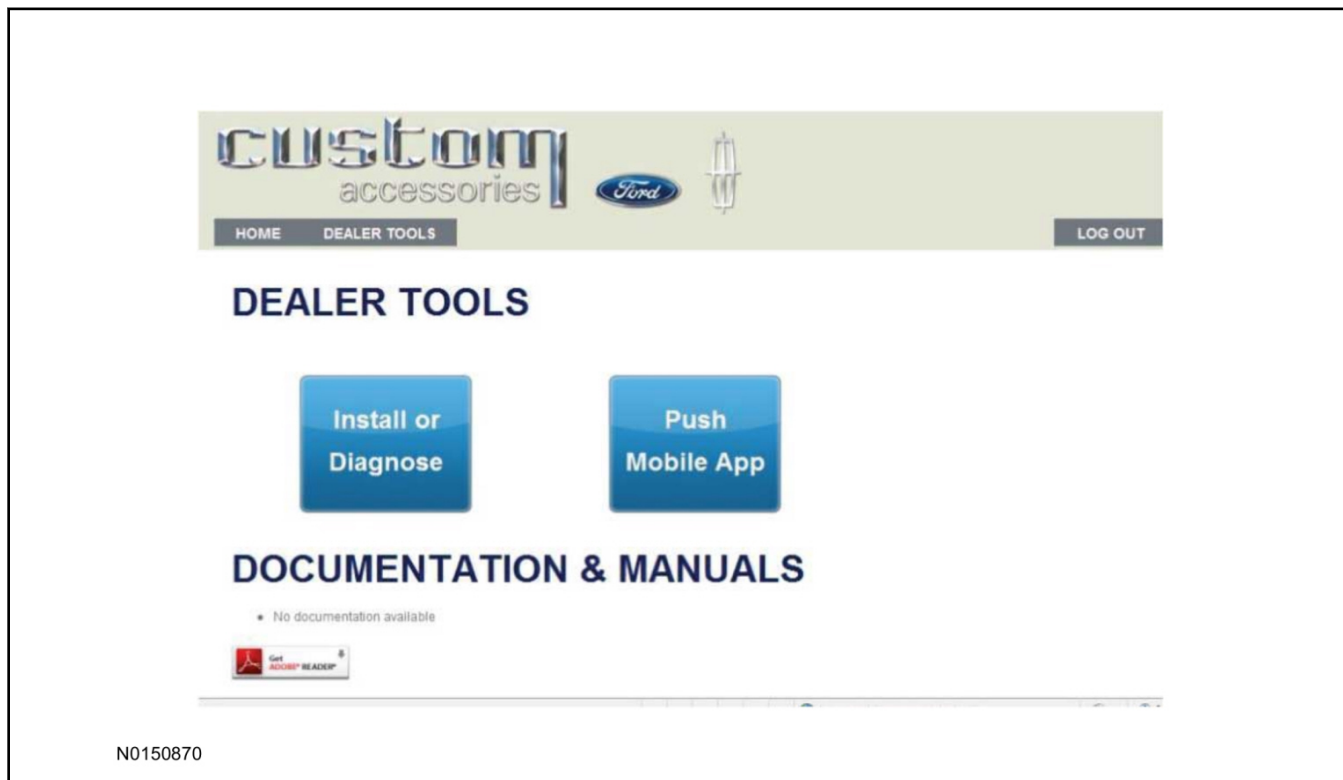 custom
accessories
Ford
HOME DEALER TOOLS LOG OUT
DEALER TOOLS
Install or
Diagnose
Push
Mobile App
DOCUMENTATION & MANUALS
• No documentation available
Get
ADOBE® READER®
N0150870